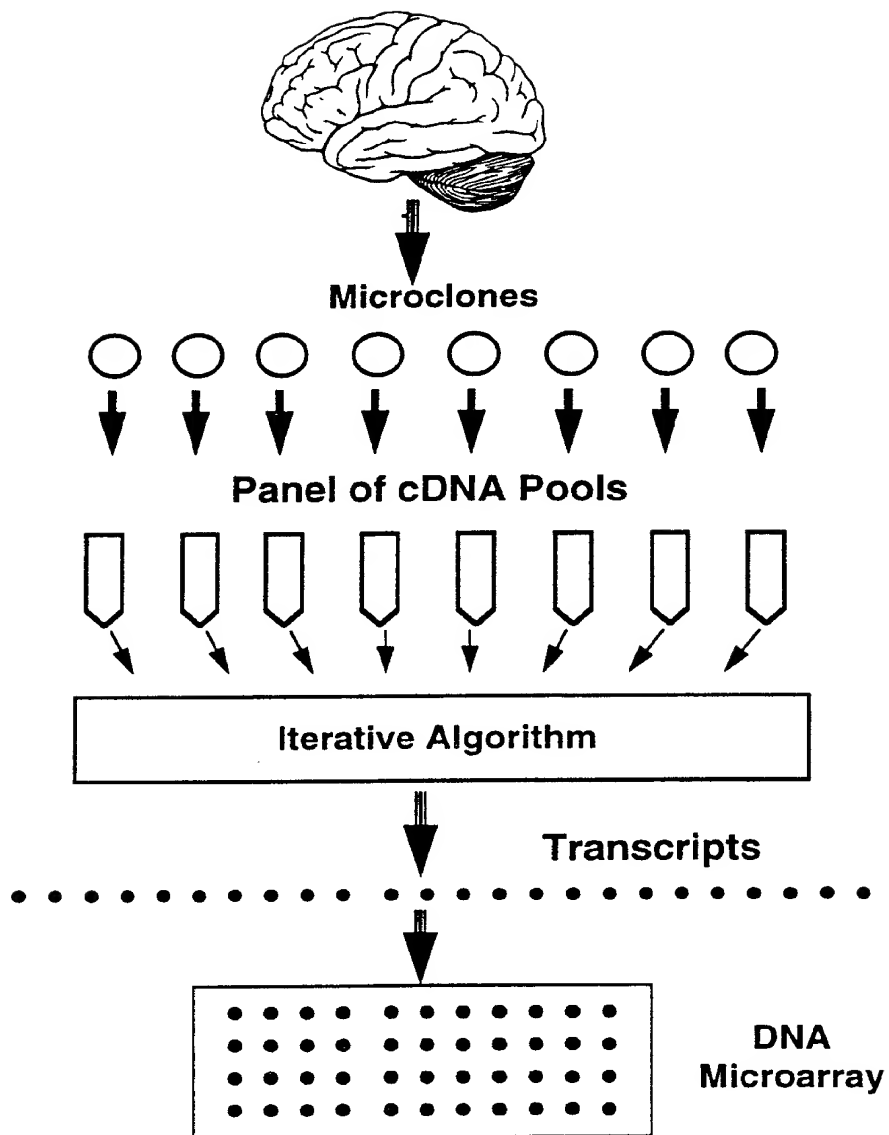 Microclones
Panel of cDNA Pools
Iterative Algorithm
Transcripts
DNA
Microarray